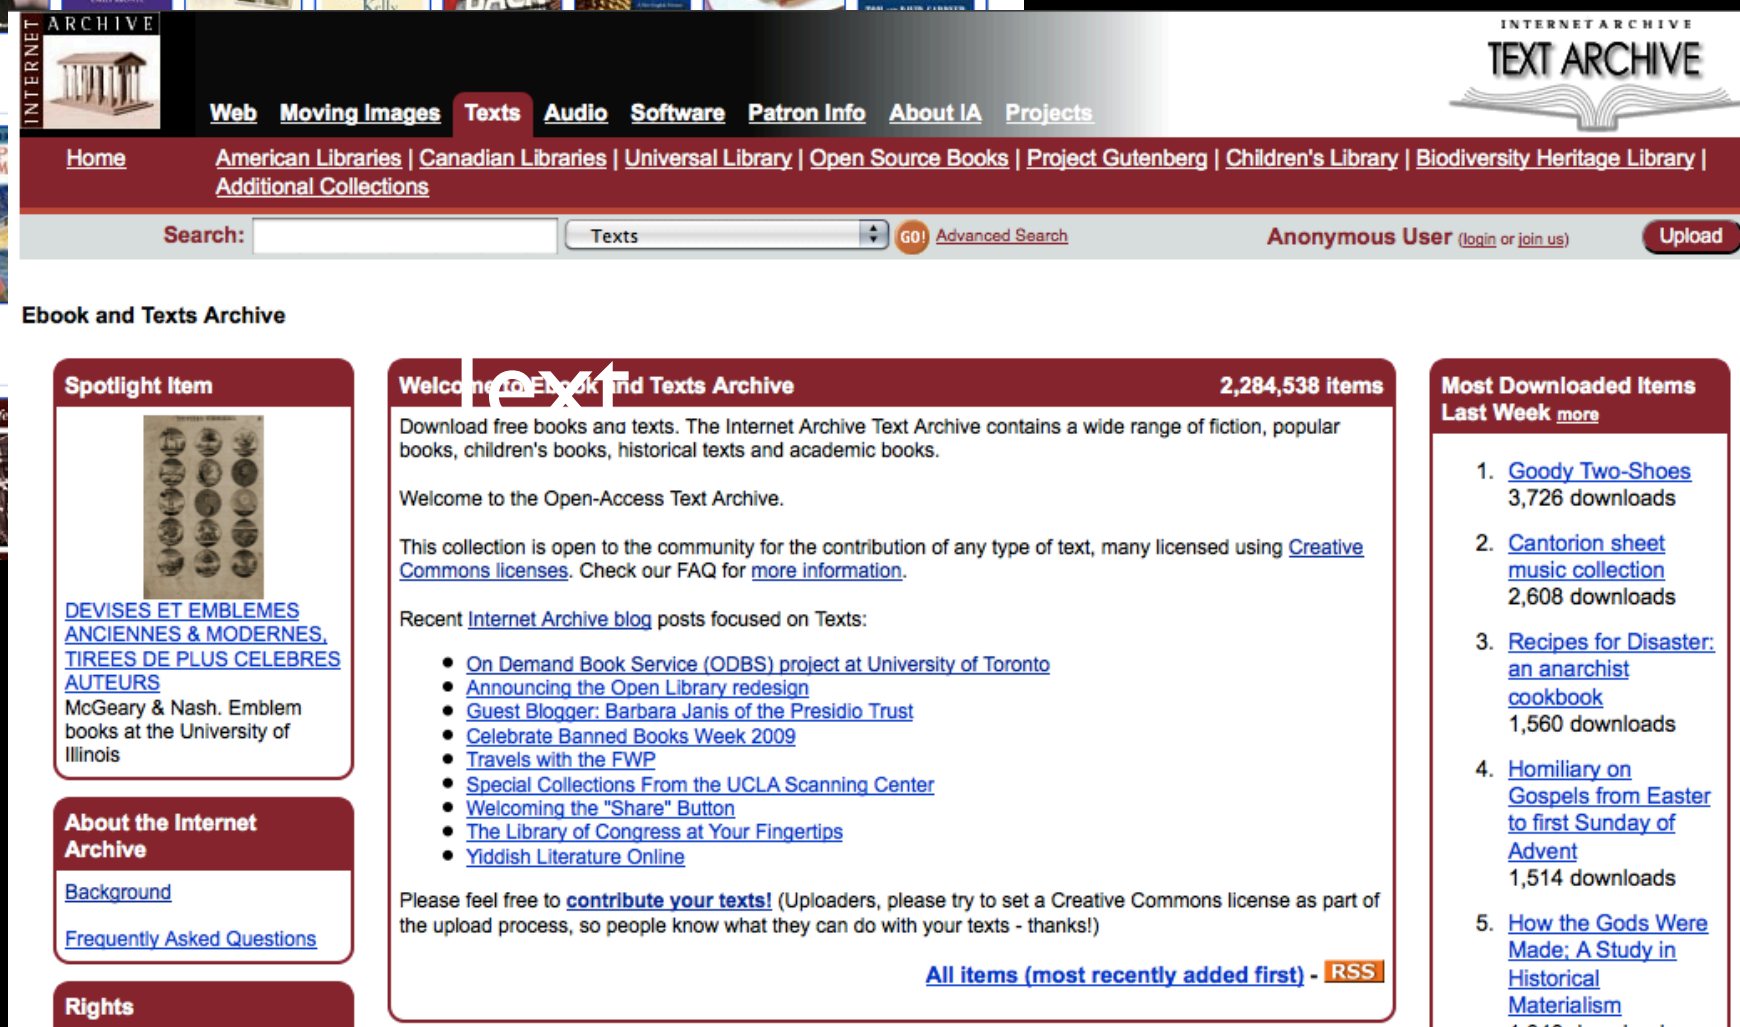 Kelly
BACK
INTERNET
ARCHIVE
INTERNET ARCHIVE
TEXT ARCHIVE
Web Moving Images Texts Audio Software Patron Info About IA Projects
Home
American Libraries | Canadian Libraries | Universal Library | Open Source Books | Project Gutenberg | Children's Library | Biodiversity Heritage Library |
Additional Collections
Search: Texts GO! Advanced Search Anonymous User (login or join us) Upload
Ebook and Texts Archive
Spotlight Item
DEVISES ET EMBLEMES
ANCIENNES & MODERNES,
TIREES DE PLUS CELEBRES
AUTEURS
McGeary & Nash. Emblem
books at the University of
Illinois
About the Internet
Archive
Background
Frequently Asked Questions
Rights
Welcome to Ebook and Texts Archive 2,284,538 items
Text
Download free books and texts. The Internet Archive Text Archive contains a wide range of fiction, popular
books, children's books, historical texts and academic books.
Welcome to the Open-Access Text Archive.
This collection is open to the community for the contribution of any type of text, many licensed using Creative
Commons licenses. Check our FAQ for more information.
Recent Internet Archive blog posts focused on Texts:
On Demand Book Service (ODBS) project at University of Toronto
Announcing the Open Library redesign
Guest Blogger: Barbara Janis of the Presidio Trust
Celebrate Banned Books Week 2009
Travels with the FWP
Special Collections From the UCLA Scanning Center
Welcoming the "Share" Button
The Library of Congress at Your Fingertips
Yiddish Literature Online
Please feel free to contribute your texts! (Uploaders, please try to set a Creative Commons license as part of
the upload process, so people know what they can do with your texts - thanks!)
All items (most recently added first) - RSS
Most Downloaded Items
Last Week more
1. Goody Two-Shoes
3,726 downloads
2. Cantorion sheet
music collection
2,608 downloads
3. Recipes for Disaster:
an anarchist
cookbook
1,560 downloads
4. Homiliary on
Gospels from Easter
to first Sunday of
Advent
1,514 downloads
5. How the Gods Were
Made; A Study in
Historical
Materialism